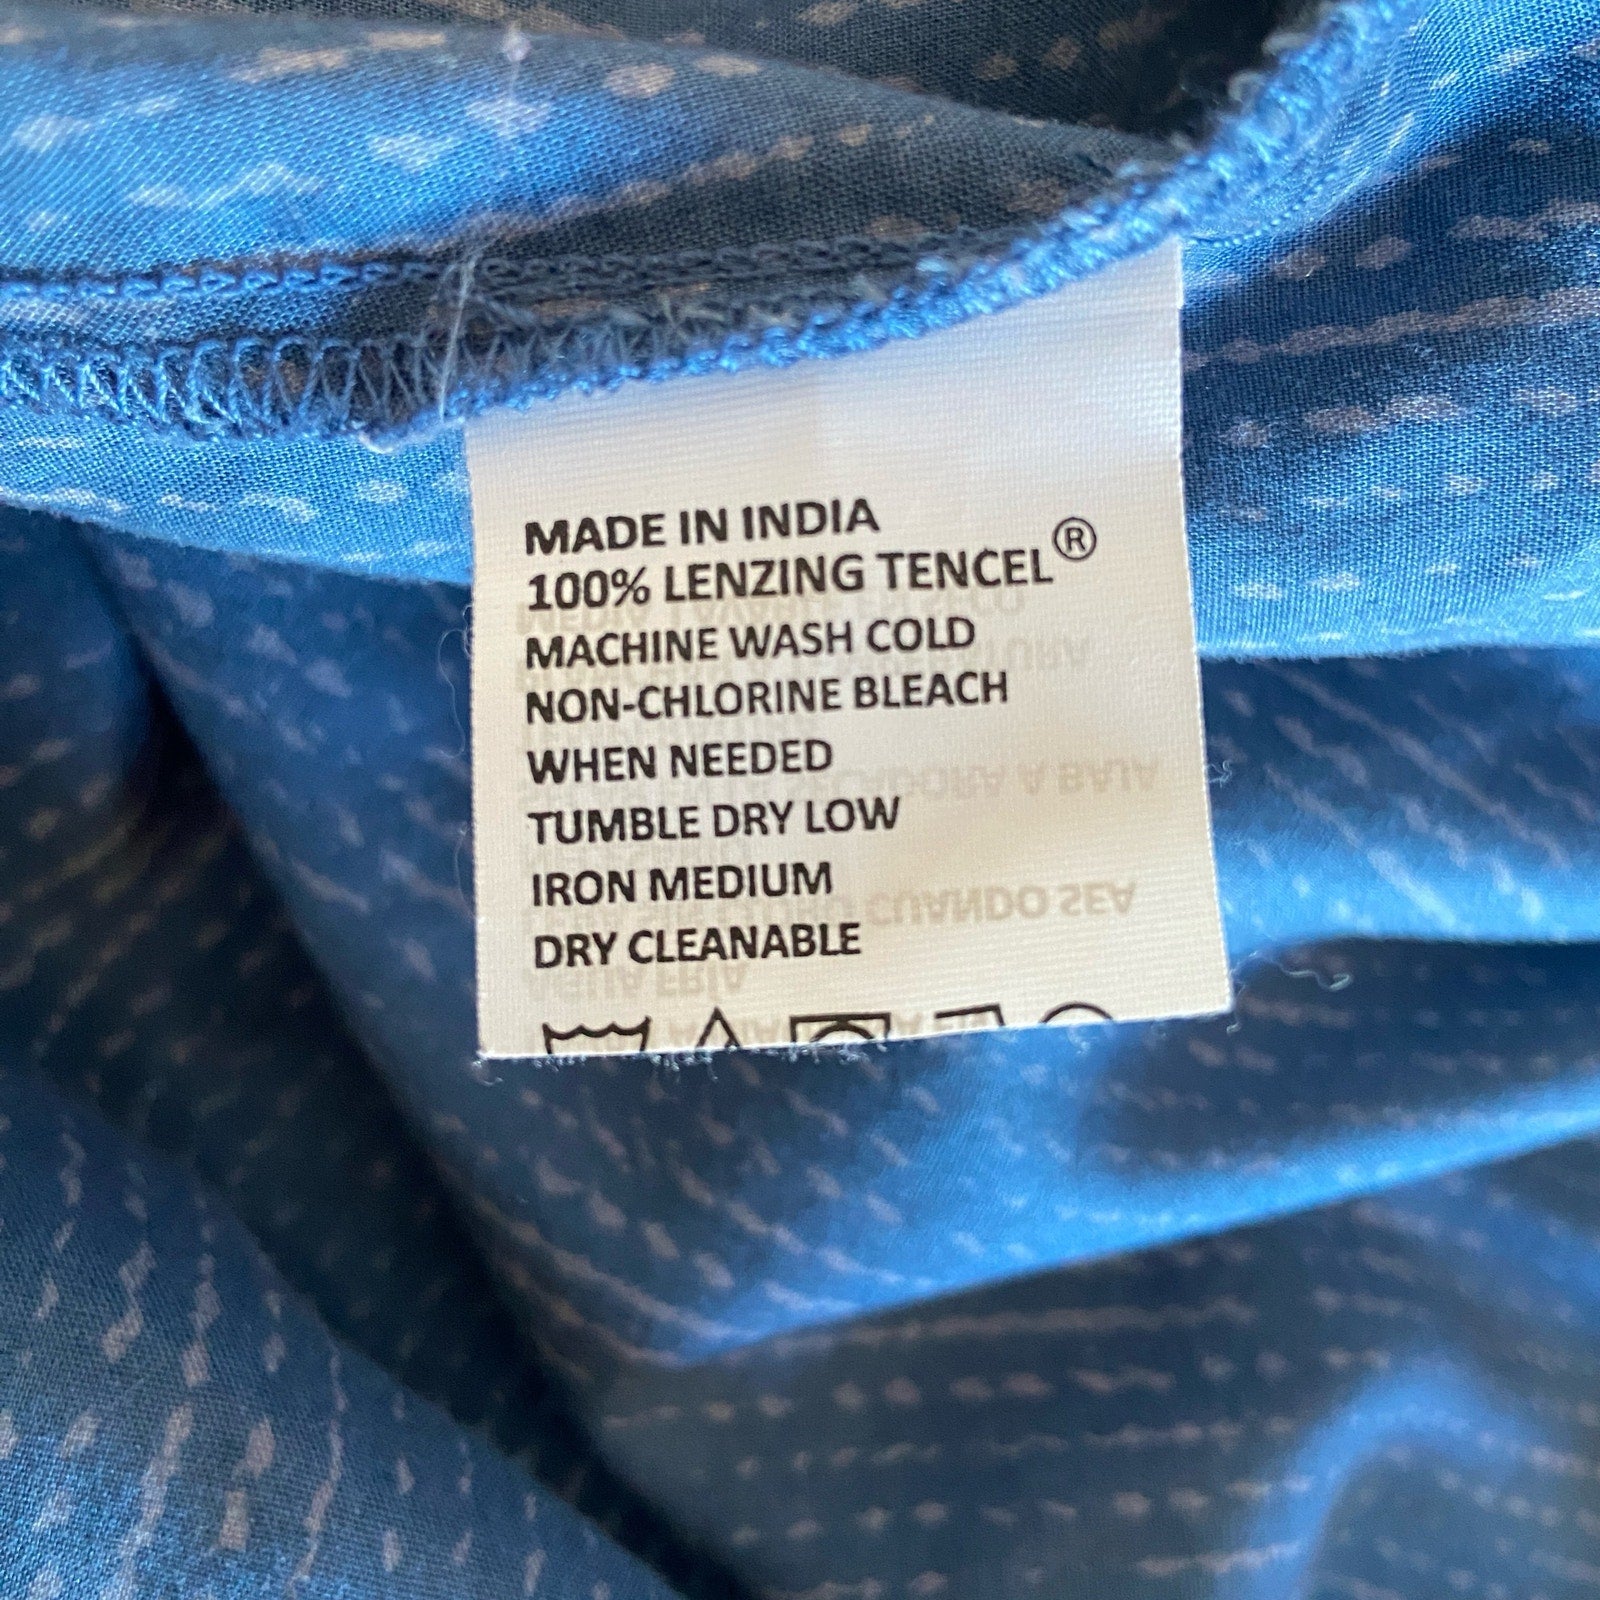 MADE IN INDIA
100% LENZING TENCEL®
MACHINE WASH COLD
NON-CHLORINE BLEACH
WHEN NEEDED
TUMBLE DRY LOW
IRON MEDIUM
DRY CLEANABLE